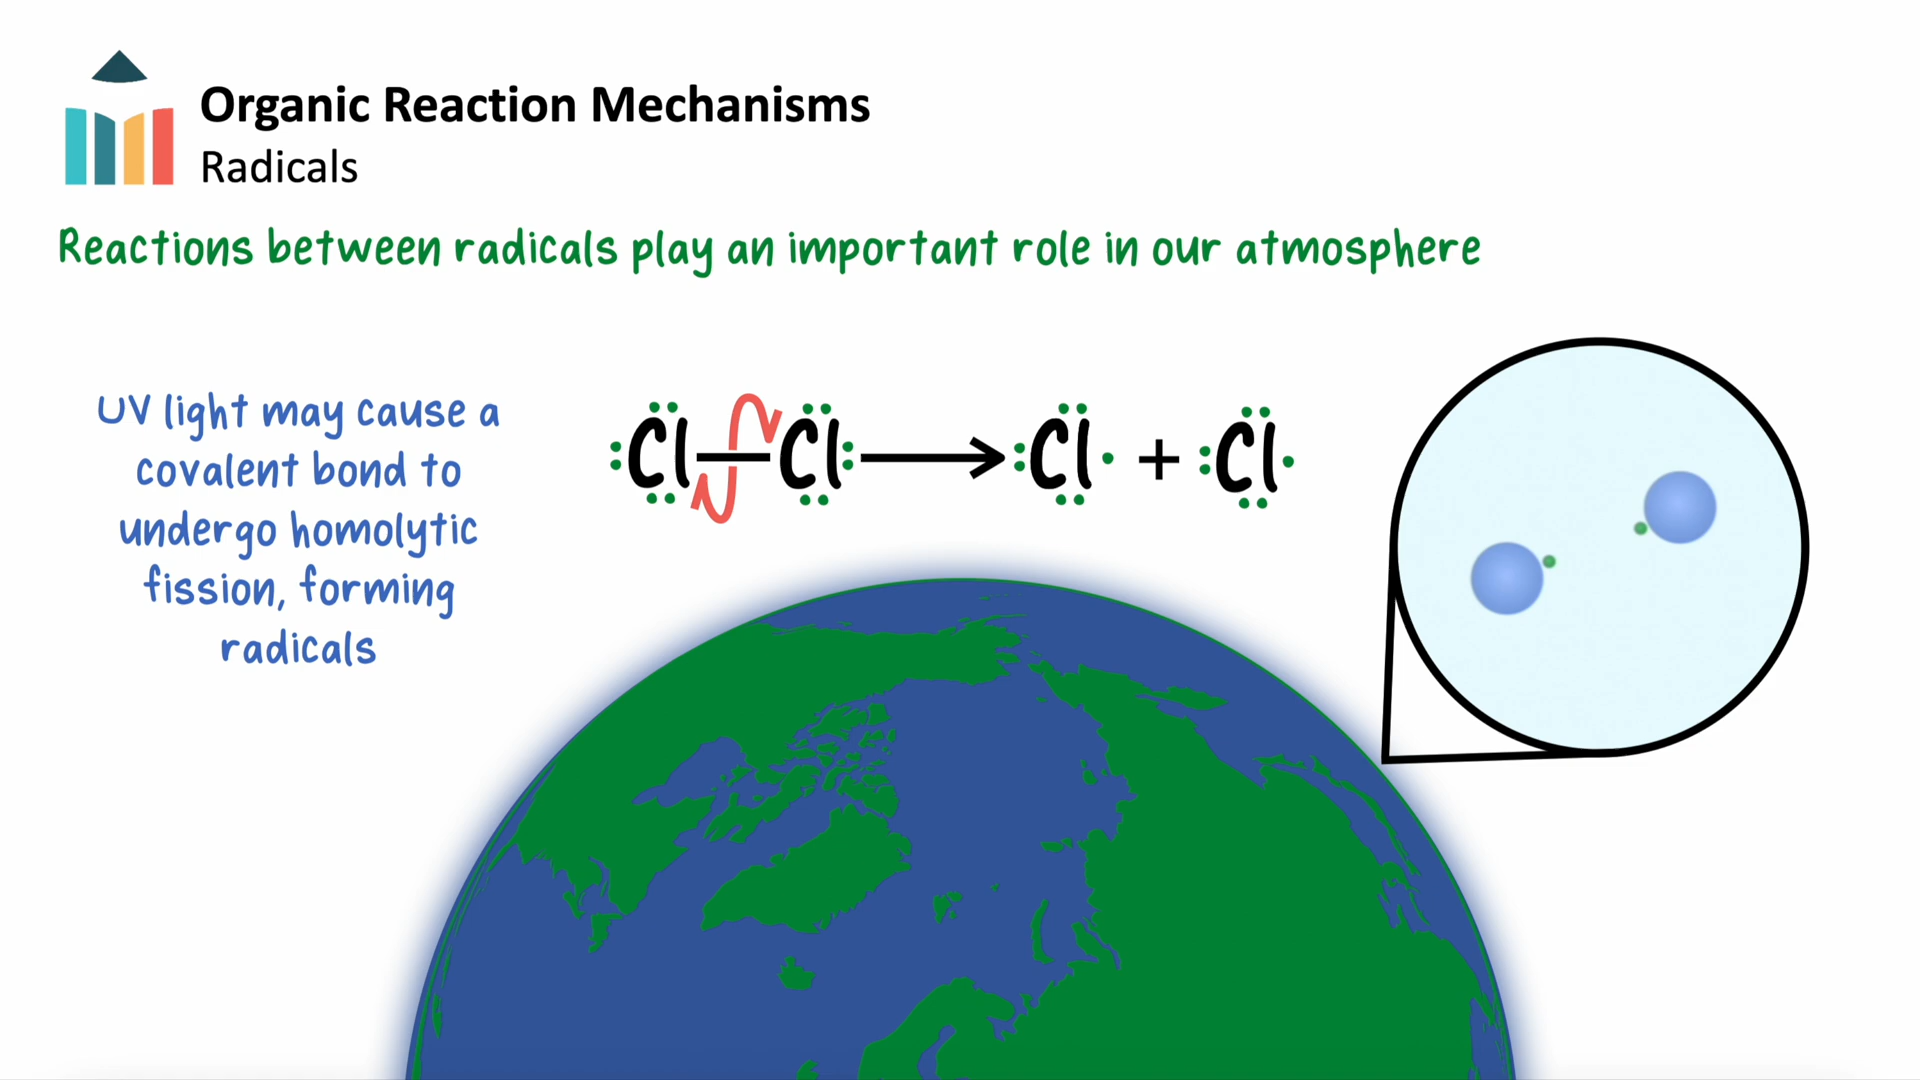 Organic Reaction Mechanisms
Radicals
Reactions between radicals play an important role in our atmosphere
UV light may cause a
covalent bond to
undergo homolytic
fission, forming
radicals
:Cl—Cl: → :Cl· + :Cl·